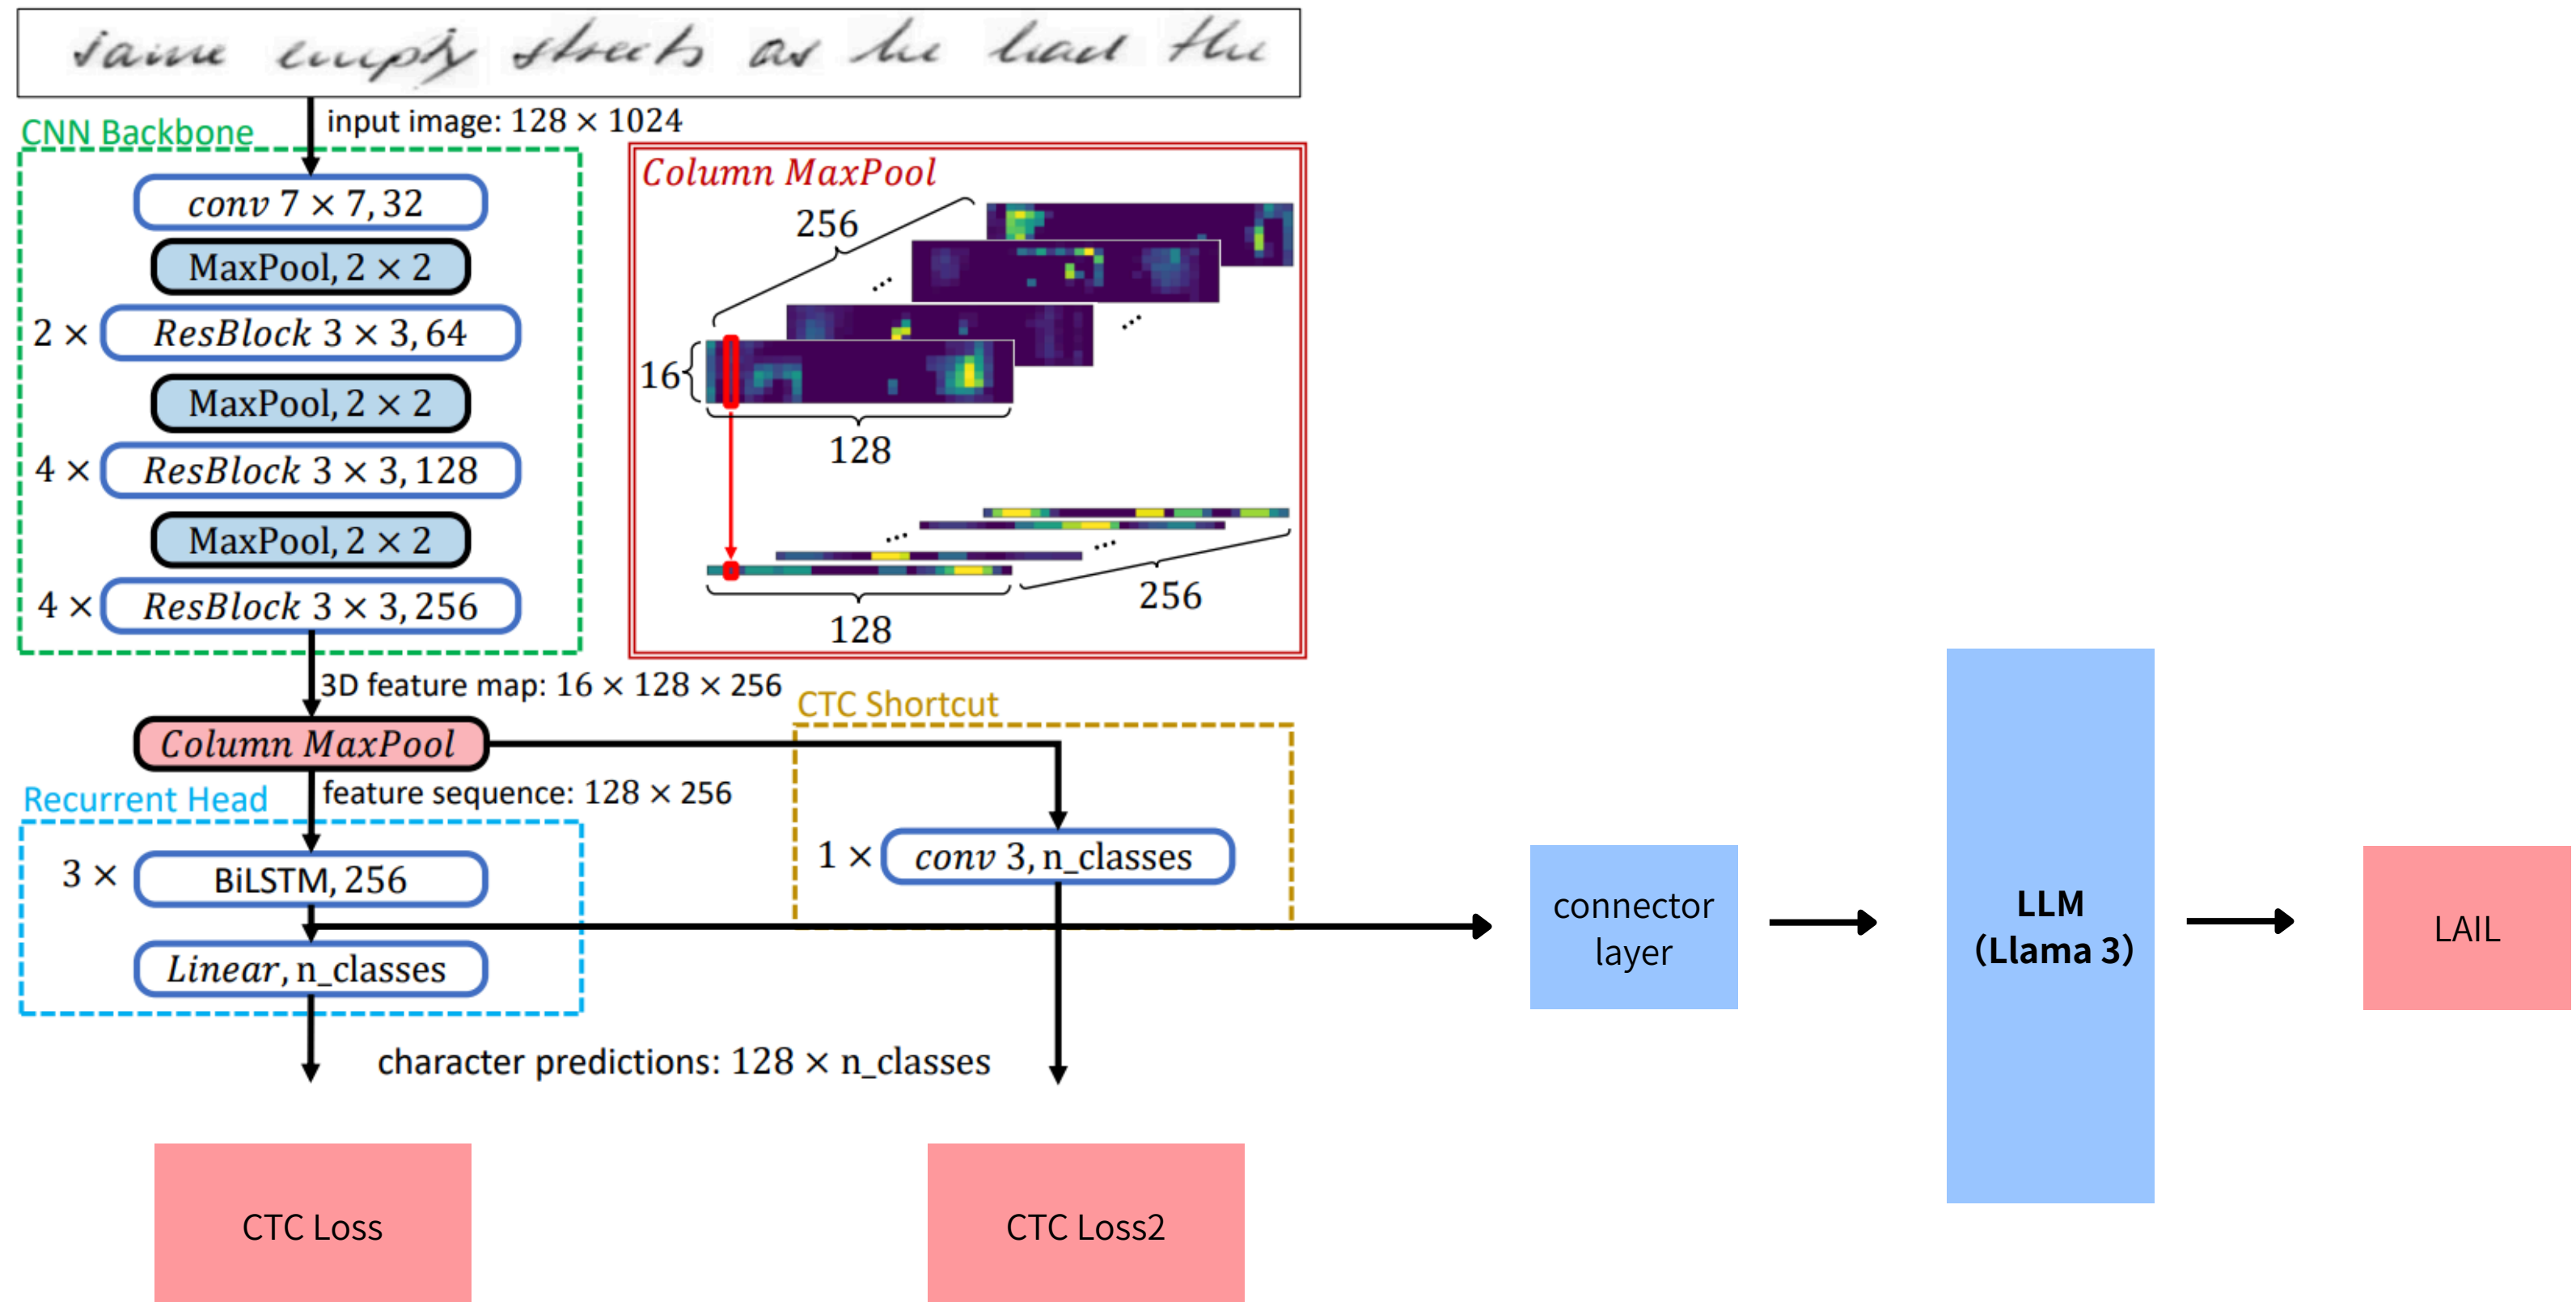 same empty streets as he had the
input image: 128 × 1024
CNN Backbone
conv 7 × 7, 32
MaxPool, 2 × 2
2 × ResBlock 3 × 3, 64
MaxPool, 2 × 2
4 × ResBlock 3 × 3, 128
MaxPool, 2 × 2
4 × ResBlock 3 × 3, 256
Column MaxPool
256
16
128
128
256
3D feature map: 16 × 128 × 256
Column MaxPool
CTC Shortcut
feature sequence: 128 × 256
Recurrent Head
3 × BiLSTM, 256
Linear, n_classes
1 × conv 3, n_classes
character predictions: 128 × n_classes
CTC Loss
CTC Loss2
connector
layer
LLM
(Llama 3)
LAIL